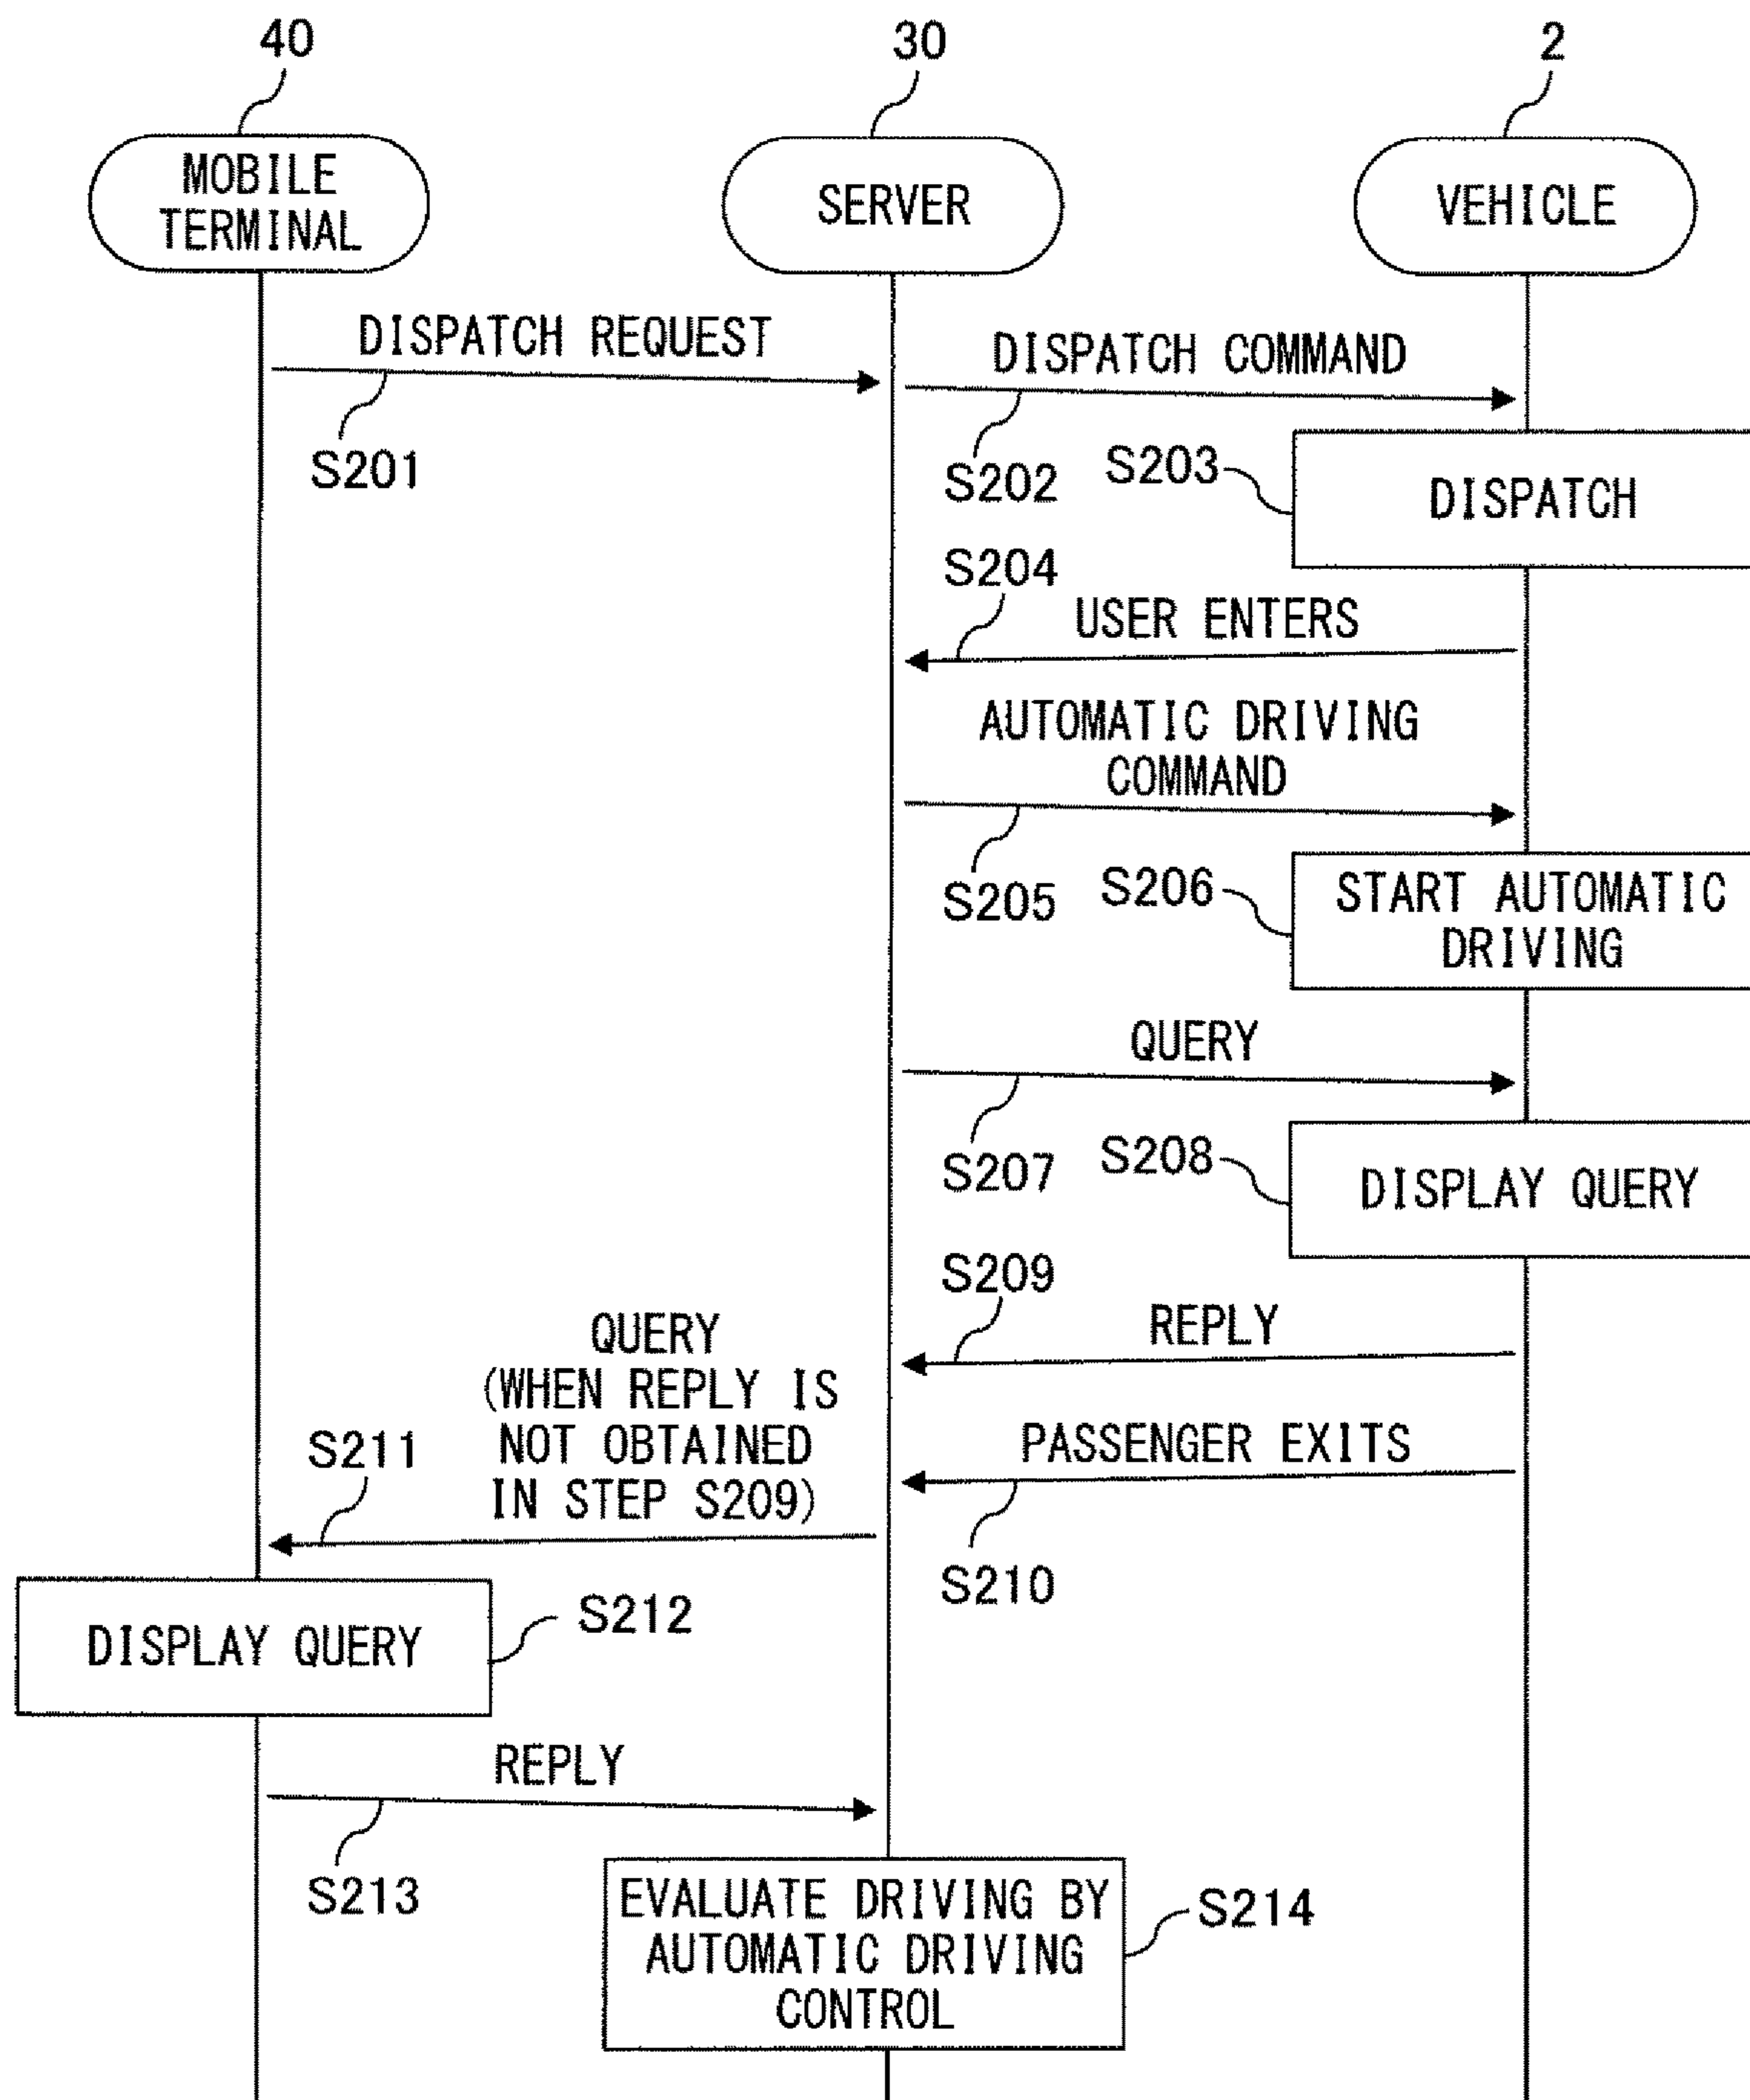 40
30
2
MOBILE
TERMINAL
SERVER
VEHICLE
DISPATCH REQUEST
S201
DISPATCH COMMAND
S202
S203
DISPATCH
S204
USER ENTERS
AUTOMATIC DRIVING
COMMAND
S205
S206
START AUTOMATIC
DRIVING
QUERY
S207
S208
DISPLAY QUERY
S209
REPLY
QUERY
(WHEN REPLY IS
NOT OBTAINED
IN STEP S209)
S211
PASSENGER EXITS
S210
DISPLAY QUERY
S212
REPLY
S213
EVALUATE DRIVING BY
AUTOMATIC DRIVING
CONTROL
S214